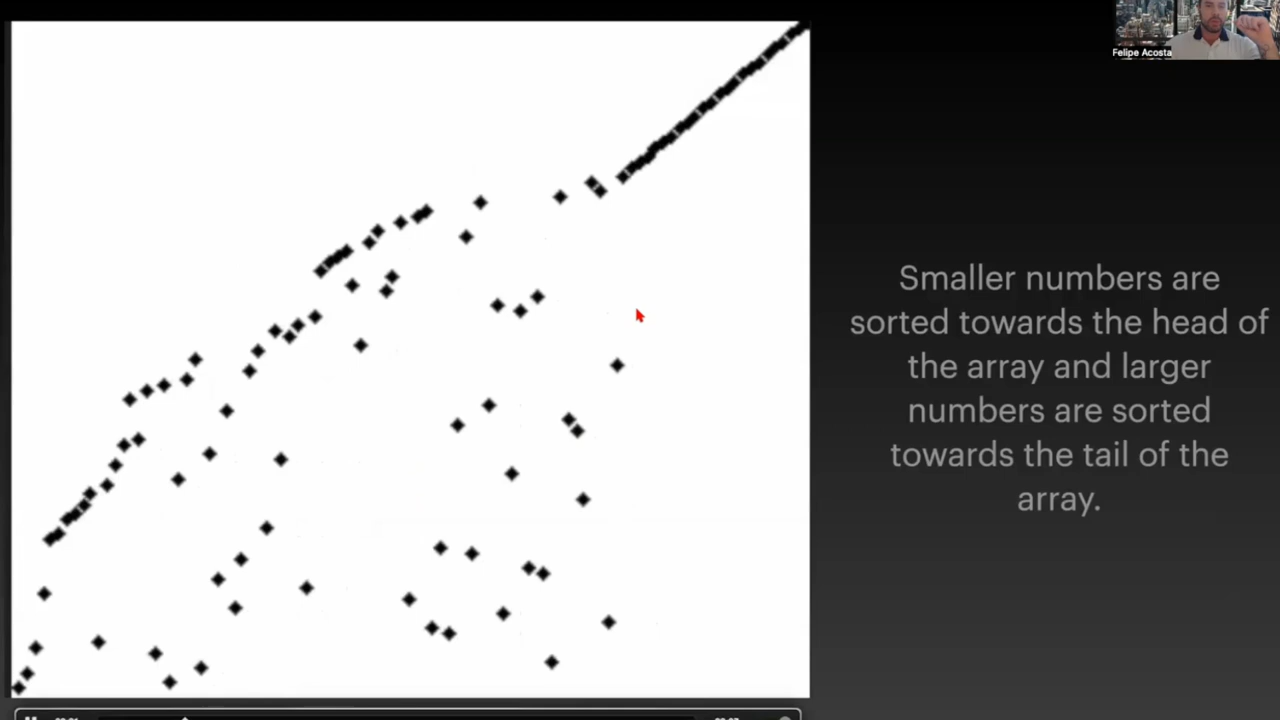 Felipe Acosta
Smaller numbers are
sorted towards the head of
the array and larger
numbers are sorted
towards the tail of the
array.